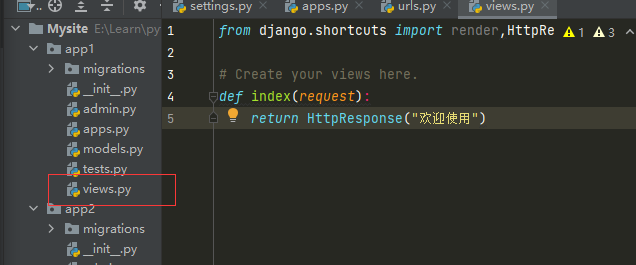 settings.py × apps.py × urls.py × views.py ×
Mysite E:\Learn\py
app1
migrations
__init__.py
admin.py
apps.py
models.py
tests.py
views.py
app2
migrations
__init__.py
1 from django.shortcuts import render,HttpRe 1 3
2
3 # Create your views here.
4 def index(request):
5 return HttpResponse("欢迎使用")